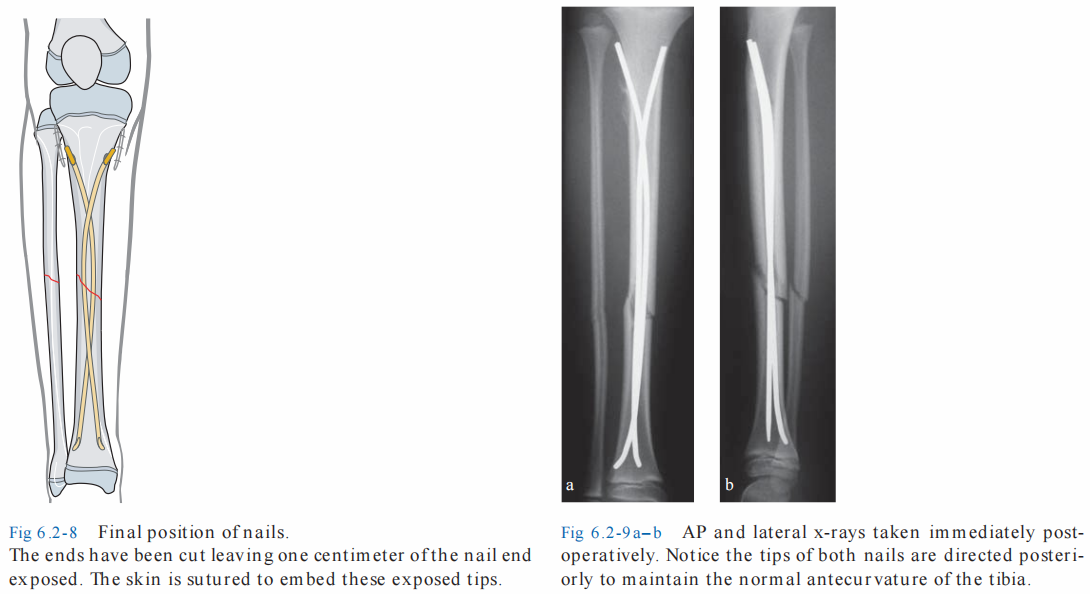 Fig 6.2-8 Final position of nails.
The ends have been cut leaving one centimeter of the nail end
exposed. The skin is sutured to embed these exposed tips.
a
b
Fig 6.2-9a–b AP and lateral x-rays taken immediately post-
operatively. Notice the tips of both nails are directed posteri-
orly to maintain the normal antecurvature of the tibia.